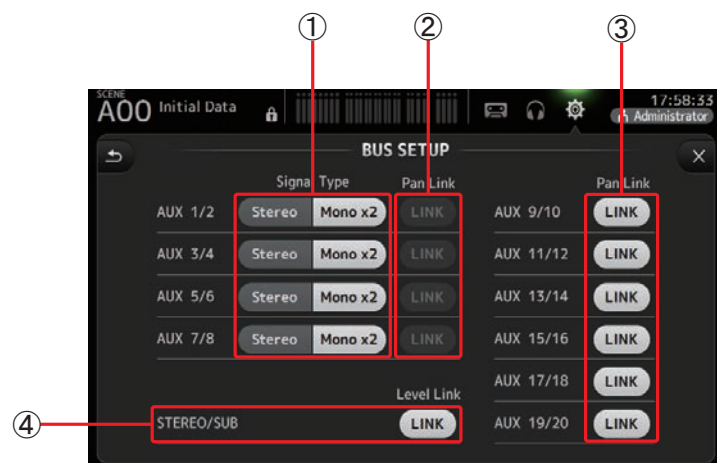 ① ② ③
SCENE
A00 Initial Data
17:58:33
Administrator
BUS SETUP
Signal Type Pan Link Pan Link
AUX 1/2 Stereo Mono x2 LINK AUX 9/10 LINK
AUX 3/4 Stereo Mono x2 LINK AUX 11/12 LINK
AUX 5/6 Stereo Mono x2 LINK AUX 13/14 LINK
AUX 7/8 Stereo Mono x2 LINK AUX 15/16 LINK
Level Link AUX 17/18 LINK
④ STEREO/SUB LINK AUX 19/20 LINK